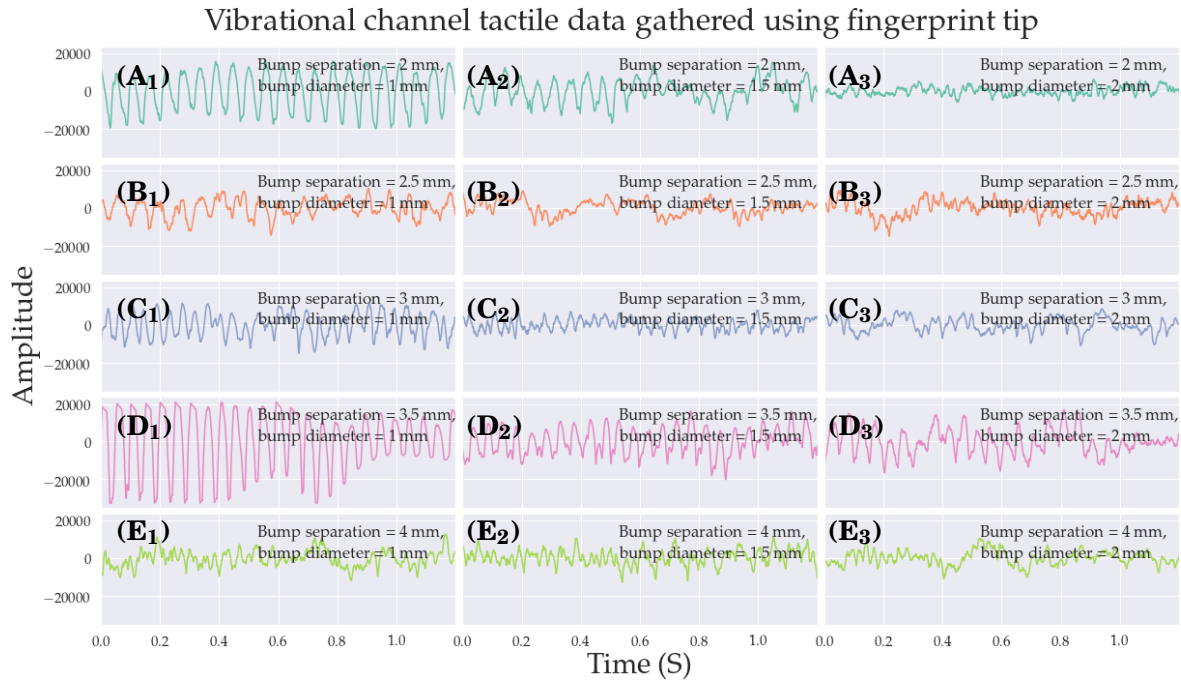 Vibrational channel tactile data gathered using fingerprint tip
Amplitude
20000
0
−20000
(A1)
Bump separation = 2 mm,
bump diameter = 1 mm
(A2)
Bump separation = 2 mm,
bump diameter = 1.5 mm
(A3)
Bump separation = 2 mm,
bump diameter = 2 mm
20000
0
−20000
(B1)
Bump separation = 2.5 mm,
bump diameter = 1 mm
(B2)
Bump separation = 2.5 mm,
bump diameter = 1.5 mm
(B3)
Bump separation = 2.5 mm,
bump diameter = 2 mm
20000
0
−20000
(C1)
Bump separation = 3 mm,
bump diameter = 1 mm
(C2)
Bump separation = 3 mm,
bump diameter = 1.5 mm
(C3)
Bump separation = 3 mm,
bump diameter = 2 mm
20000
0
−20000
(D1)
Bump separation = 3.5 mm,
bump diameter = 1 mm
(D2)
Bump separation = 3.5 mm,
bump diameter = 1.5 mm
(D3)
Bump separation = 3.5 mm,
bump diameter = 2 mm
20000
0
−20000
(E1)
Bump separation = 4 mm,
bump diameter = 1 mm
(E2)
Bump separation = 4 mm,
bump diameter = 1.5 mm
(E3)
Bump separation = 4 mm,
bump diameter = 2 mm
0.0 0.2 0.4 0.6 0.8 1.0 0.0 0.2 0.4 0.6 0.8 1.0 0.0 0.2 0.4 0.6 0.8 1.0
Time (S)